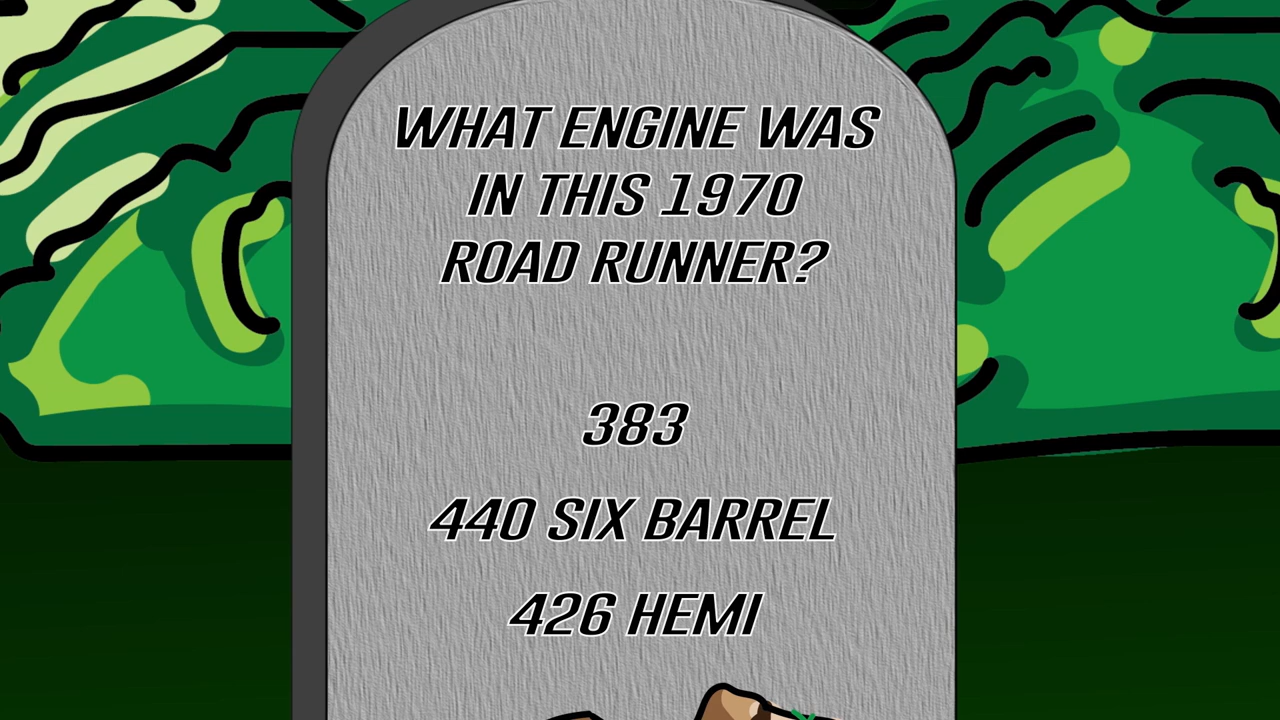 WHAT ENGINE WAS
IN THIS 1970
ROAD RUNNER?
383
440 SIX BARREL
426 HEMI